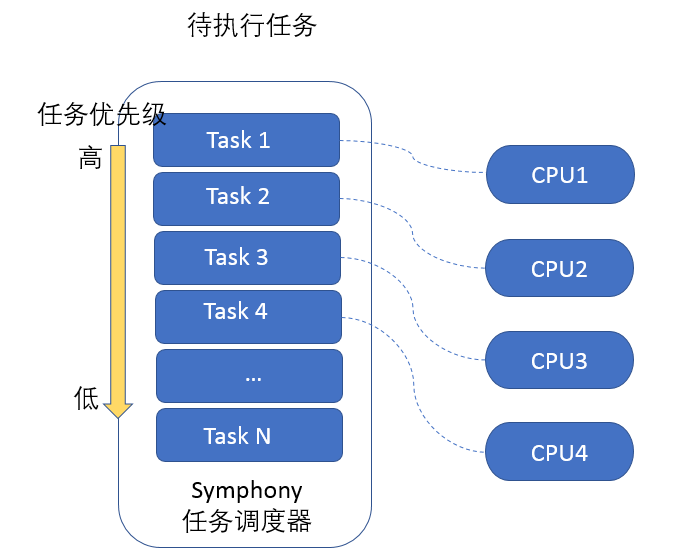 待执行任务
任务优先级
高
Task 1
CPU1
Task 2
CPU2
Task 3
Task 4
CPU3
...
低
Task N
CPU4
Symphony
任务调度器